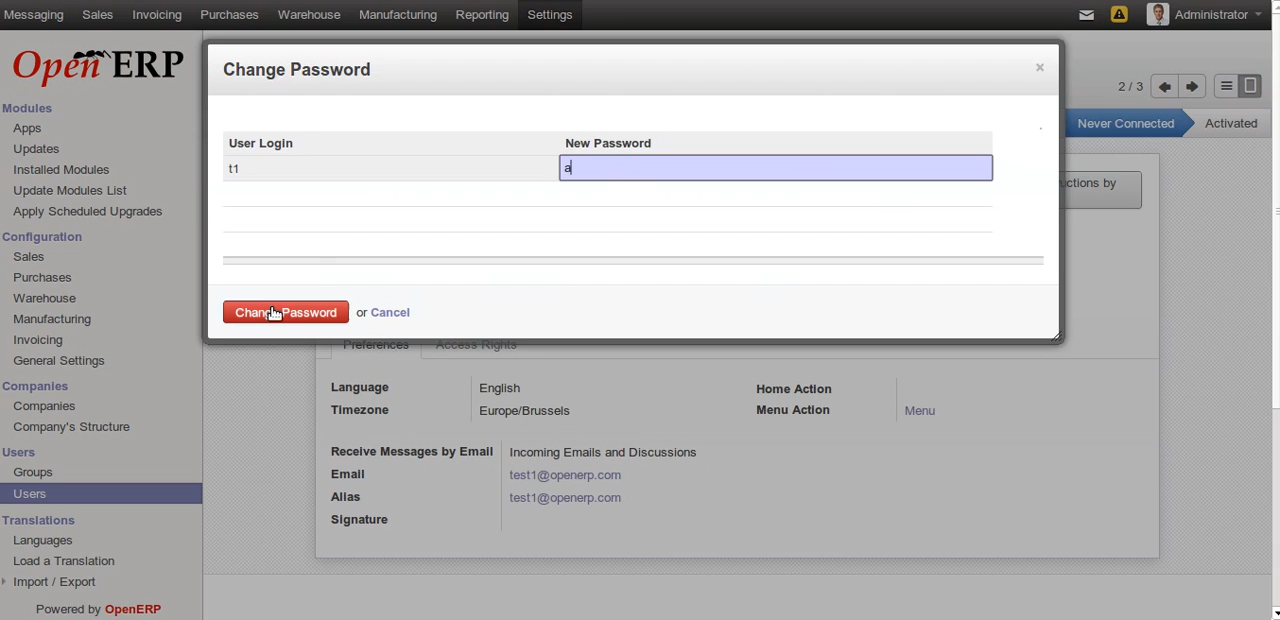 Messaging Sales Invoicing Purchases Warehouse Manufacturing Reporting Settings Administrator
Open ERP
Change Password ×
2 / 3
Modules
Apps
Updates
Installed Modules
Update Modules List
Apply Scheduled Upgrades
Configuration
Sales
Purchases
Warehouse
Manufacturing
Invoicing
General Settings
Companies
Companies
Company's Structure
Users
Groups
Users
Translations
Languages
Load a Translation
Import / Export
Powered by OpenERP
Never Connected Activated
User Login New Password
t1 a
Change Password or Cancel
Preferences Access Rights
Language English Home Action
Timezone Europe/Brussels Menu Action Menu
Receive Messages by Email Incoming Emails and Discussions
Email test1@openerp.com
Alias test1@openerp.com
Signature